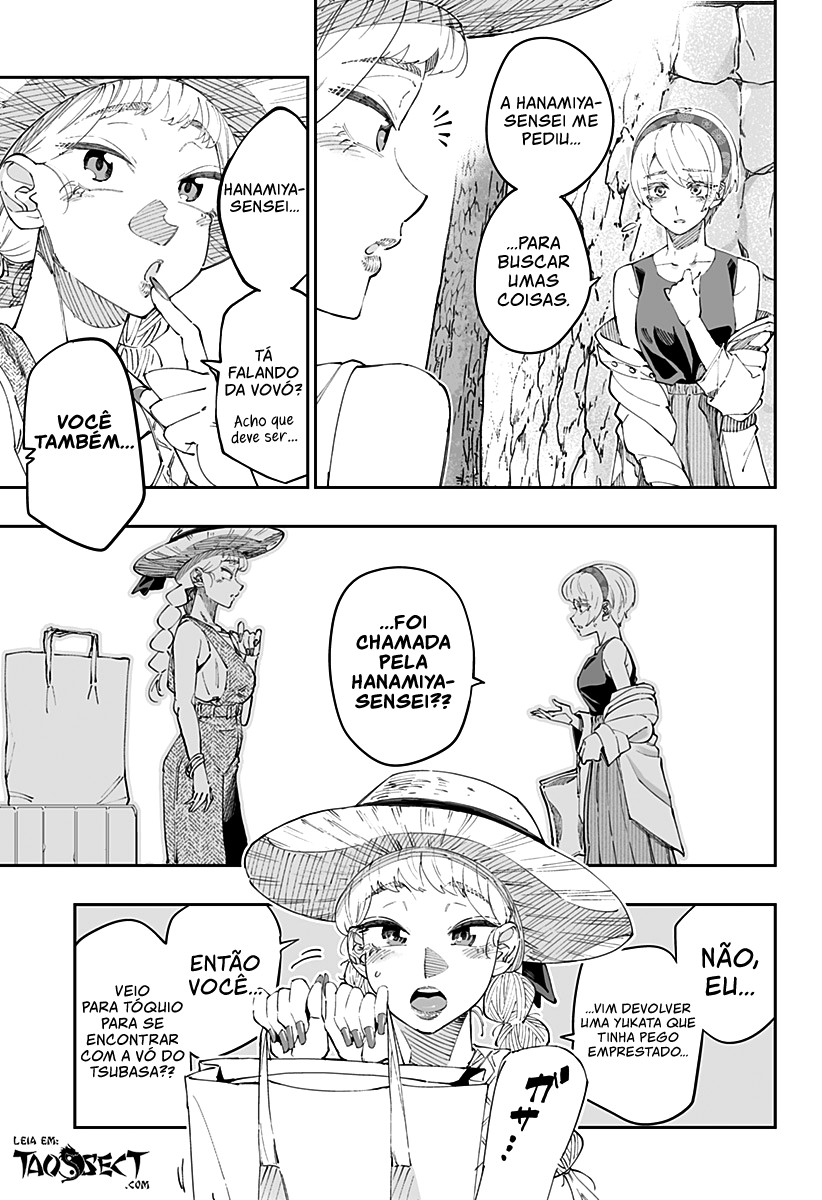 A HANAMIYA-
SENSEI ME
PEDIU...
...PARA
BUSCAR
UMAS
COISAS.
HANAMIYA-
SENSEI...
TÁ
FALANDO
DA VOVÓ?
Acho que
deve ser...
VOCÊ
TAMBÉM...
...FOI
CHAMADA
PELA
HANAMIYA-
SENSEI??
NÃO,
EU...
...VIM DEVOLVER
UMA YUKATA QUE
TINHA PEGO
EMPRESTADO...
ガサ
ENTÃO
VOCÊ...
VEIO
PARA TÓQUIO
PARA SE
ENCONTRAR
COM A VÓ DO
TSUBASA??
LEIA EM:
TAOSECT
.COM